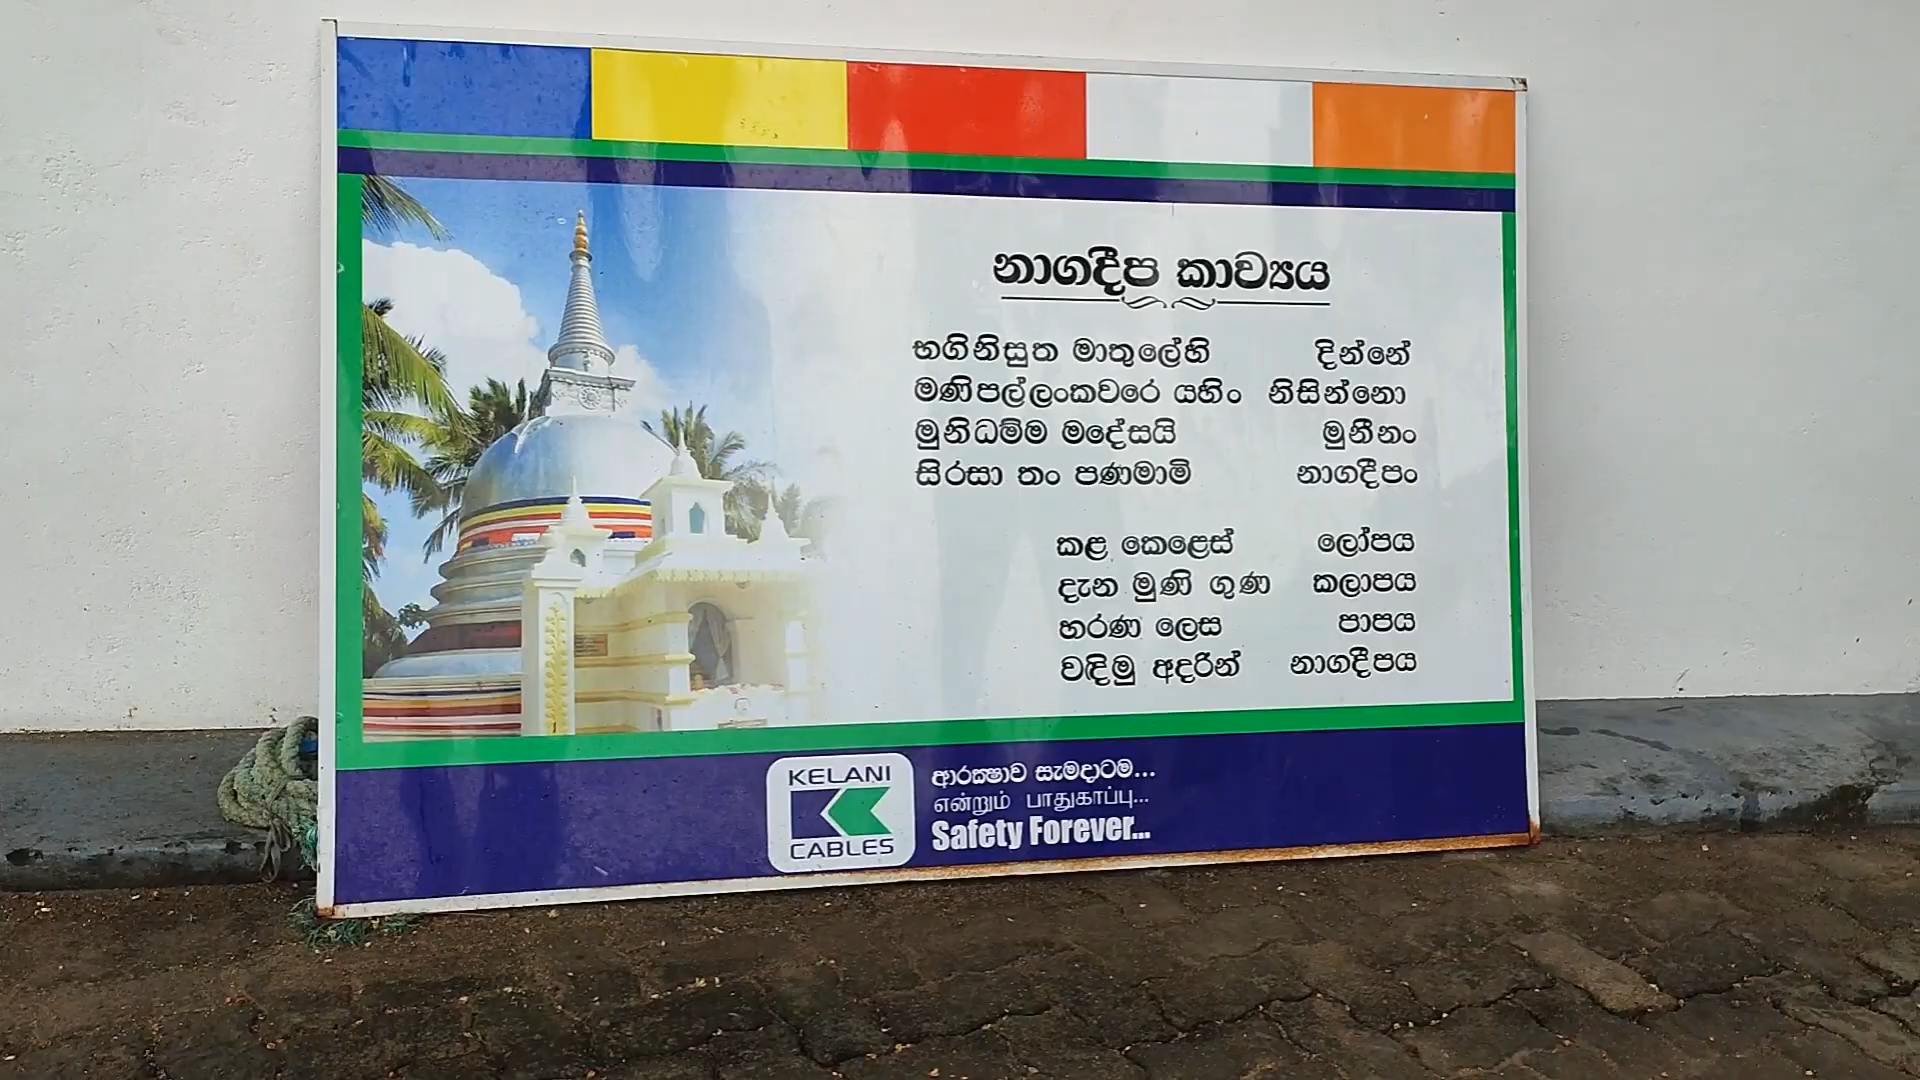 නාගදීප කාව්‍යය
භගිනිසුත මාතුලේහි දින්නේ
මණිපල්ලංකවරෙ යහිං නිසින්නො
මුනිධම්ම මදේසයි මුනීනං
සිරසා තං පණමාමි නාගදීපං
කළ කෙළෙස් ලෝපය
දැන මුණි ගුණ කලාපය
හරණ ලෙස පාපය
වඳිමු අදරින් නාගදීපය
KELANI
CABLES
ආරක්‍ෂාව සැමදාටම...
என்றும் பாதுகாப்பு...
Safety Forever...